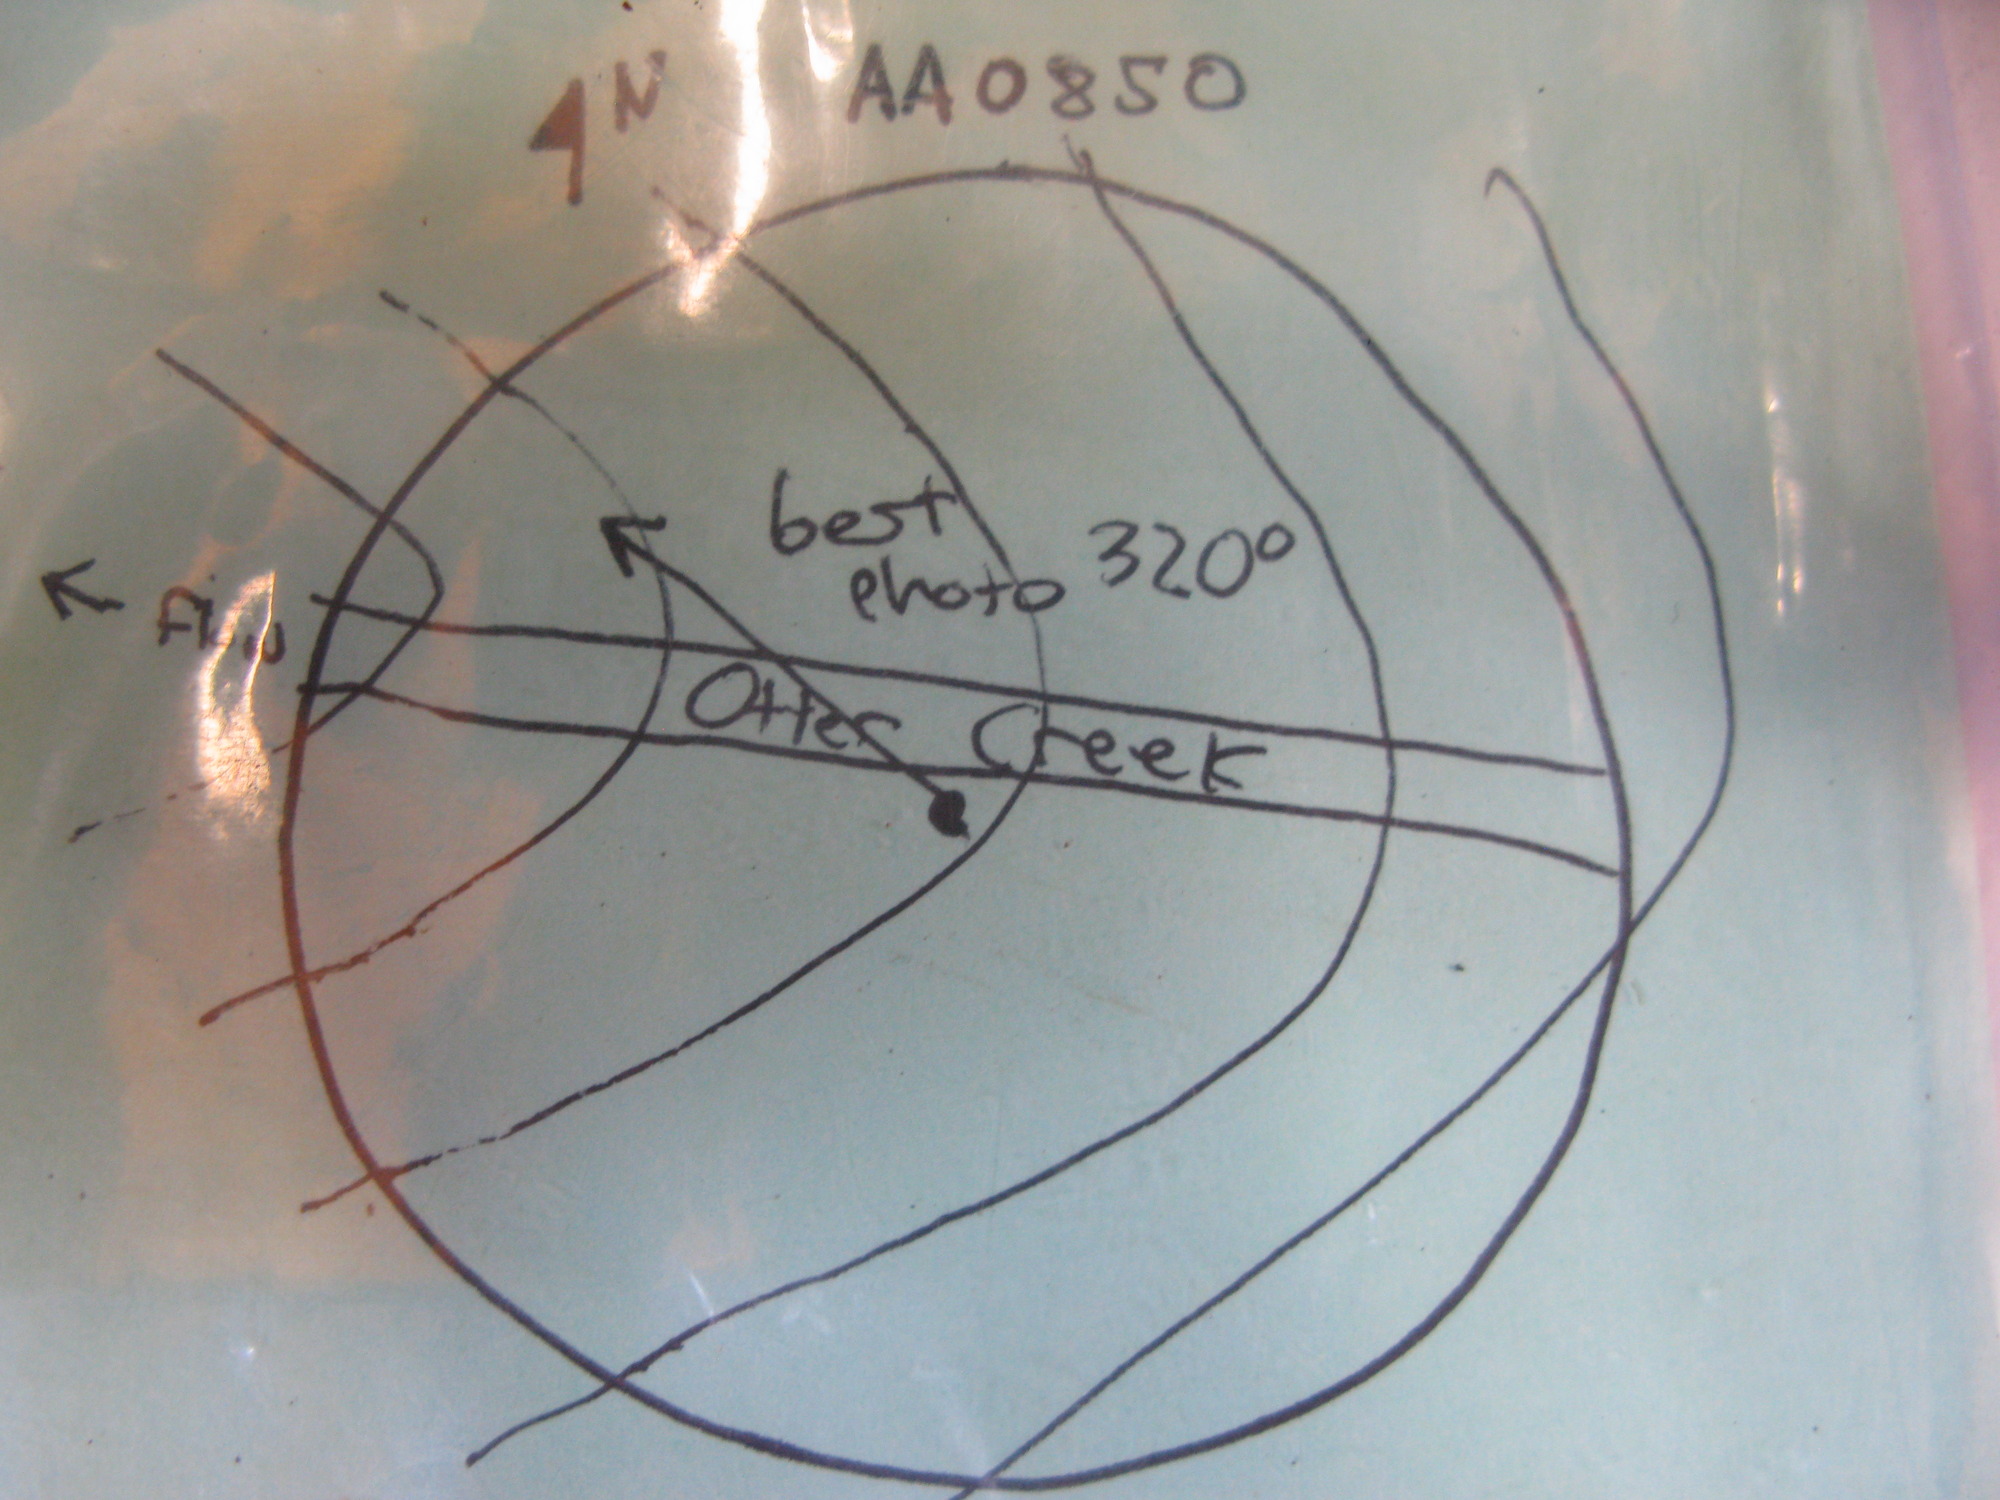 N AA0850
best
photo 320°
Flow
Otter Creek